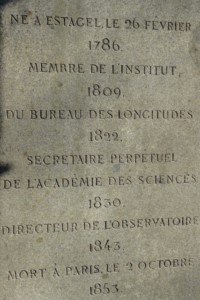 NÉ À ESTAGEL, LE 26 FÉVRIER
1786.
MEMBRE DE L'INSTITUT,
1809.
DU BUREAU DES LONGITUDES
1822.
SECRÉTAIRE PERPÉTUEL
DE L'ACADÉMIE DES SCIENCES
1830.
DIRECTEUR DE L'OBSERVATOIRE
1843.
MORT, À PARIS, LE 2 OCTOBRE
1853.